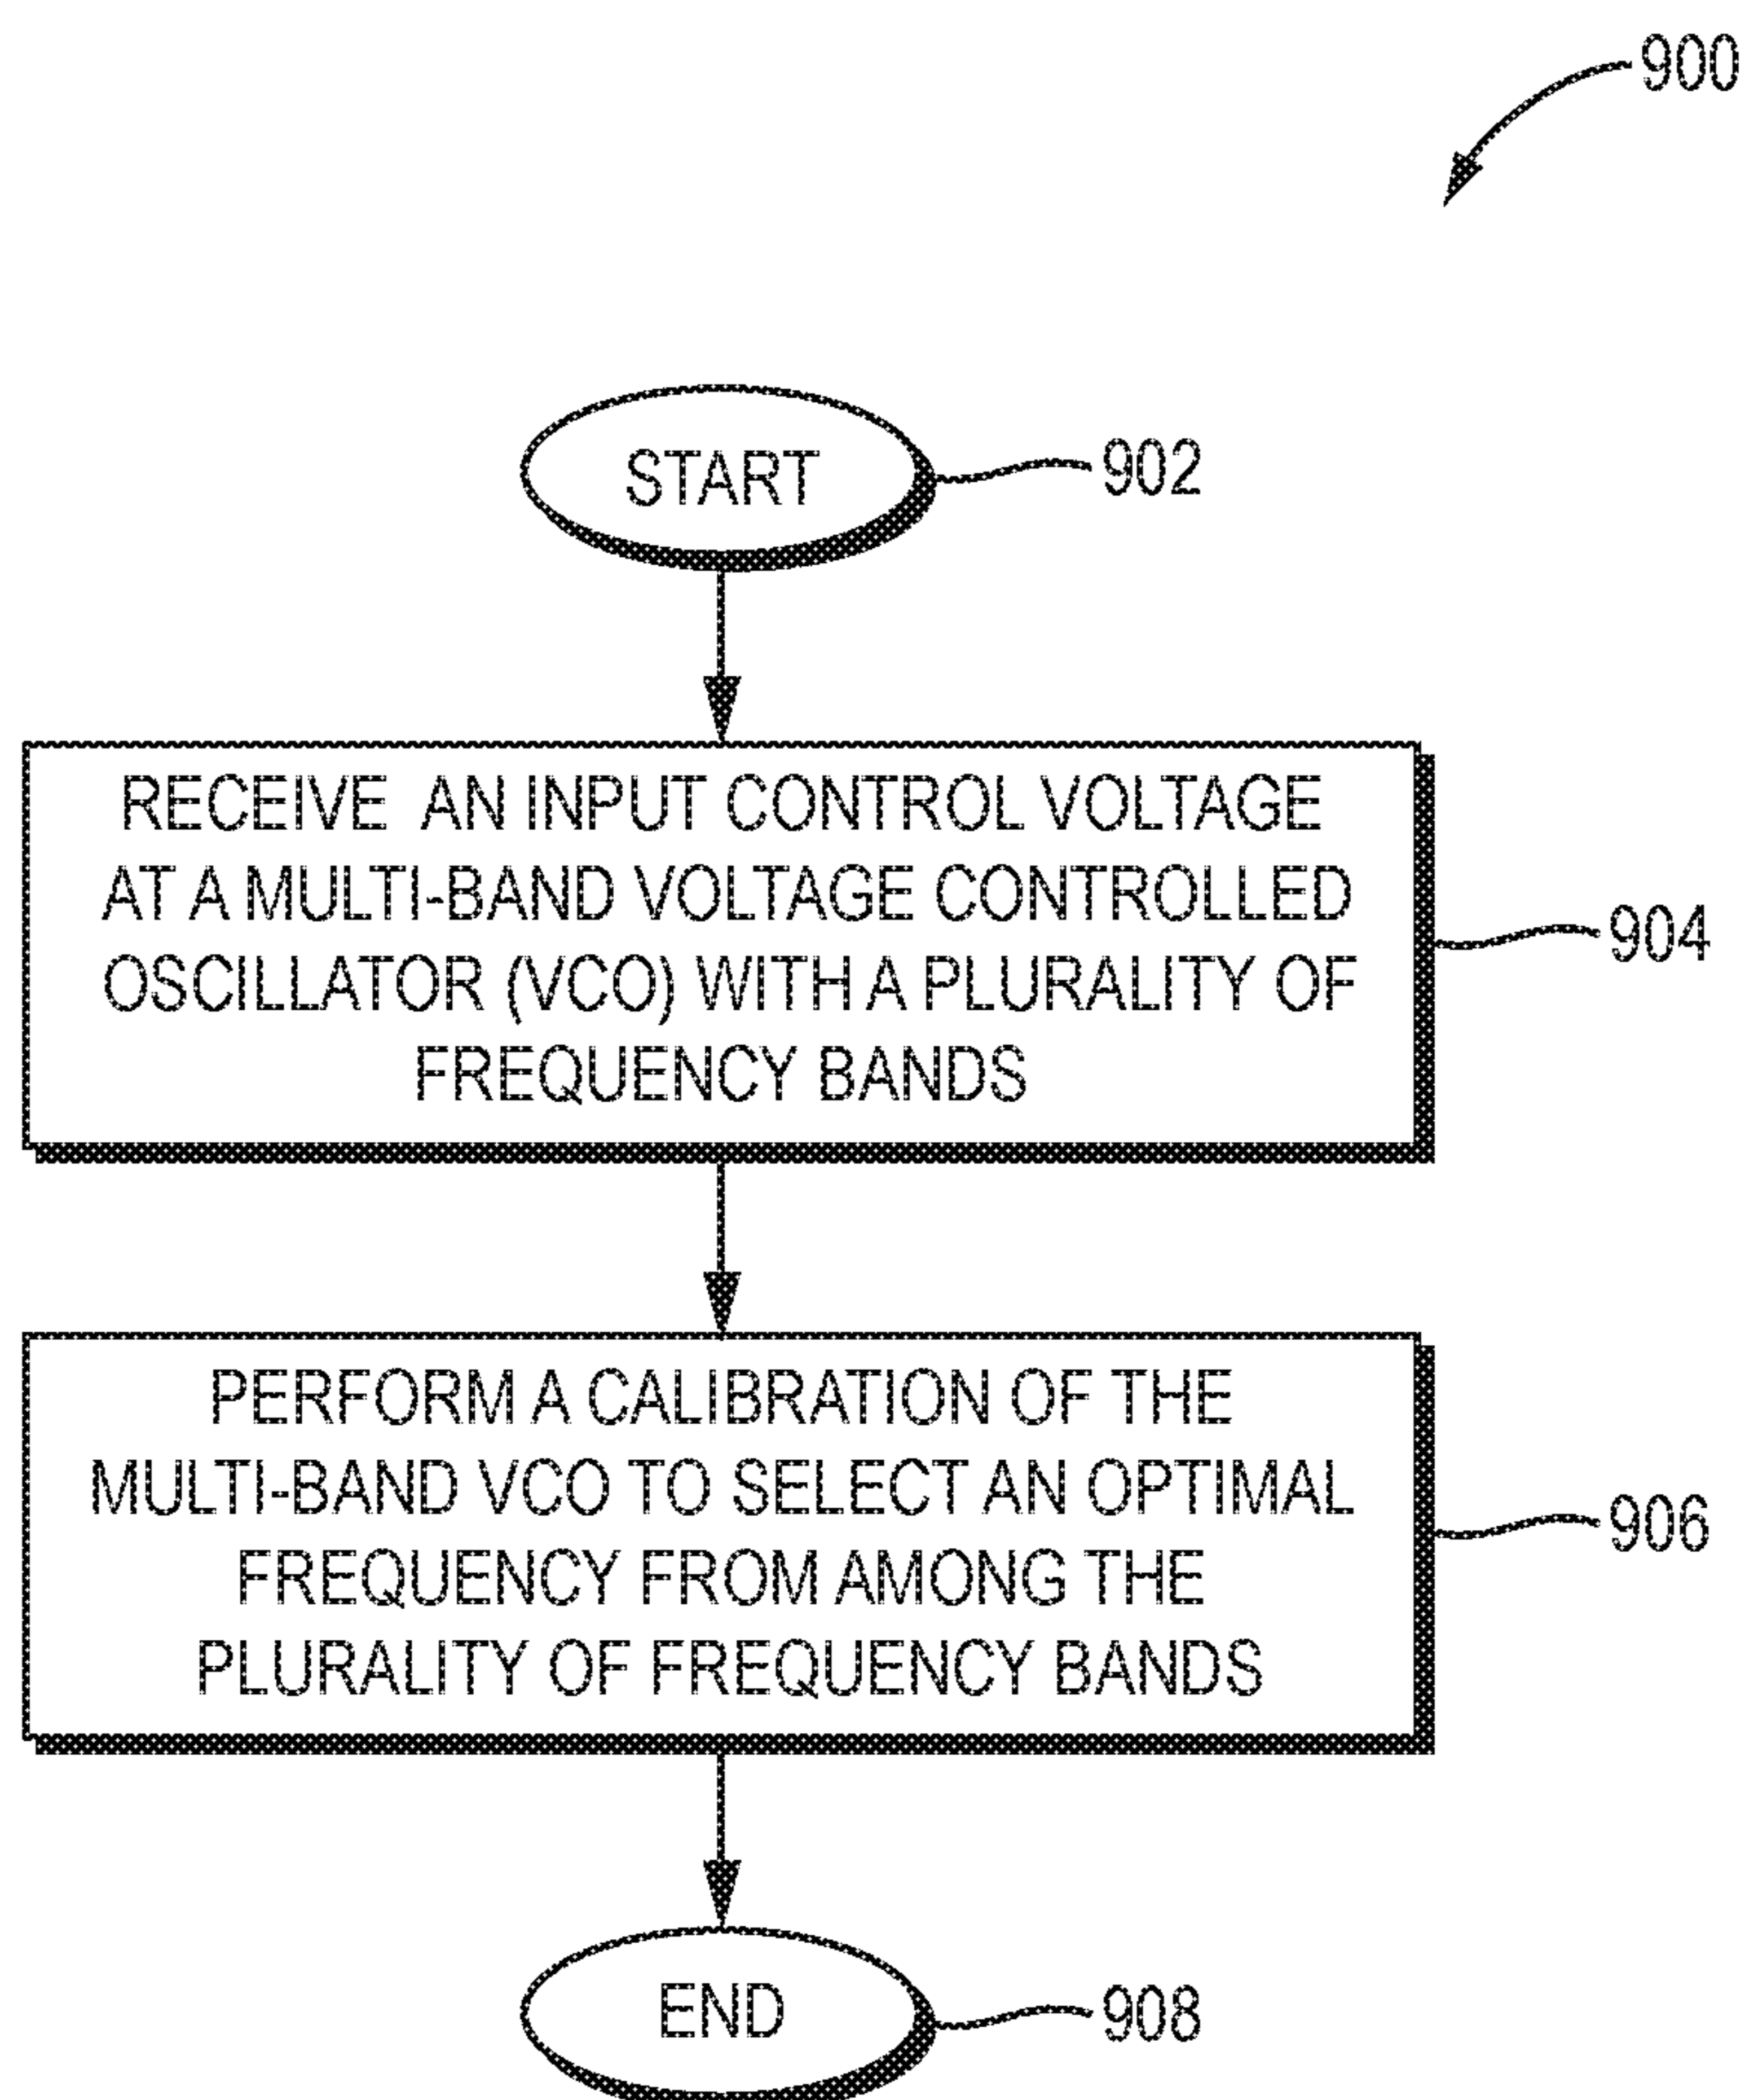 900
START
902
RECEIVE AN INPUT CONTROL VOLTAGE
AT A MULTI-BAND VOLTAGE CONTROLLED
OSCILLATOR (VCO) WITH A PLURALITY OF
FREQUENCY BANDS
904
PERFORM A CALIBRATION OF THE
MULTI-BAND VCO TO SELECT AN OPTIMAL
FREQUENCY FROM AMONG THE
PLURALITY OF FREQUENCY BANDS
906
END
908